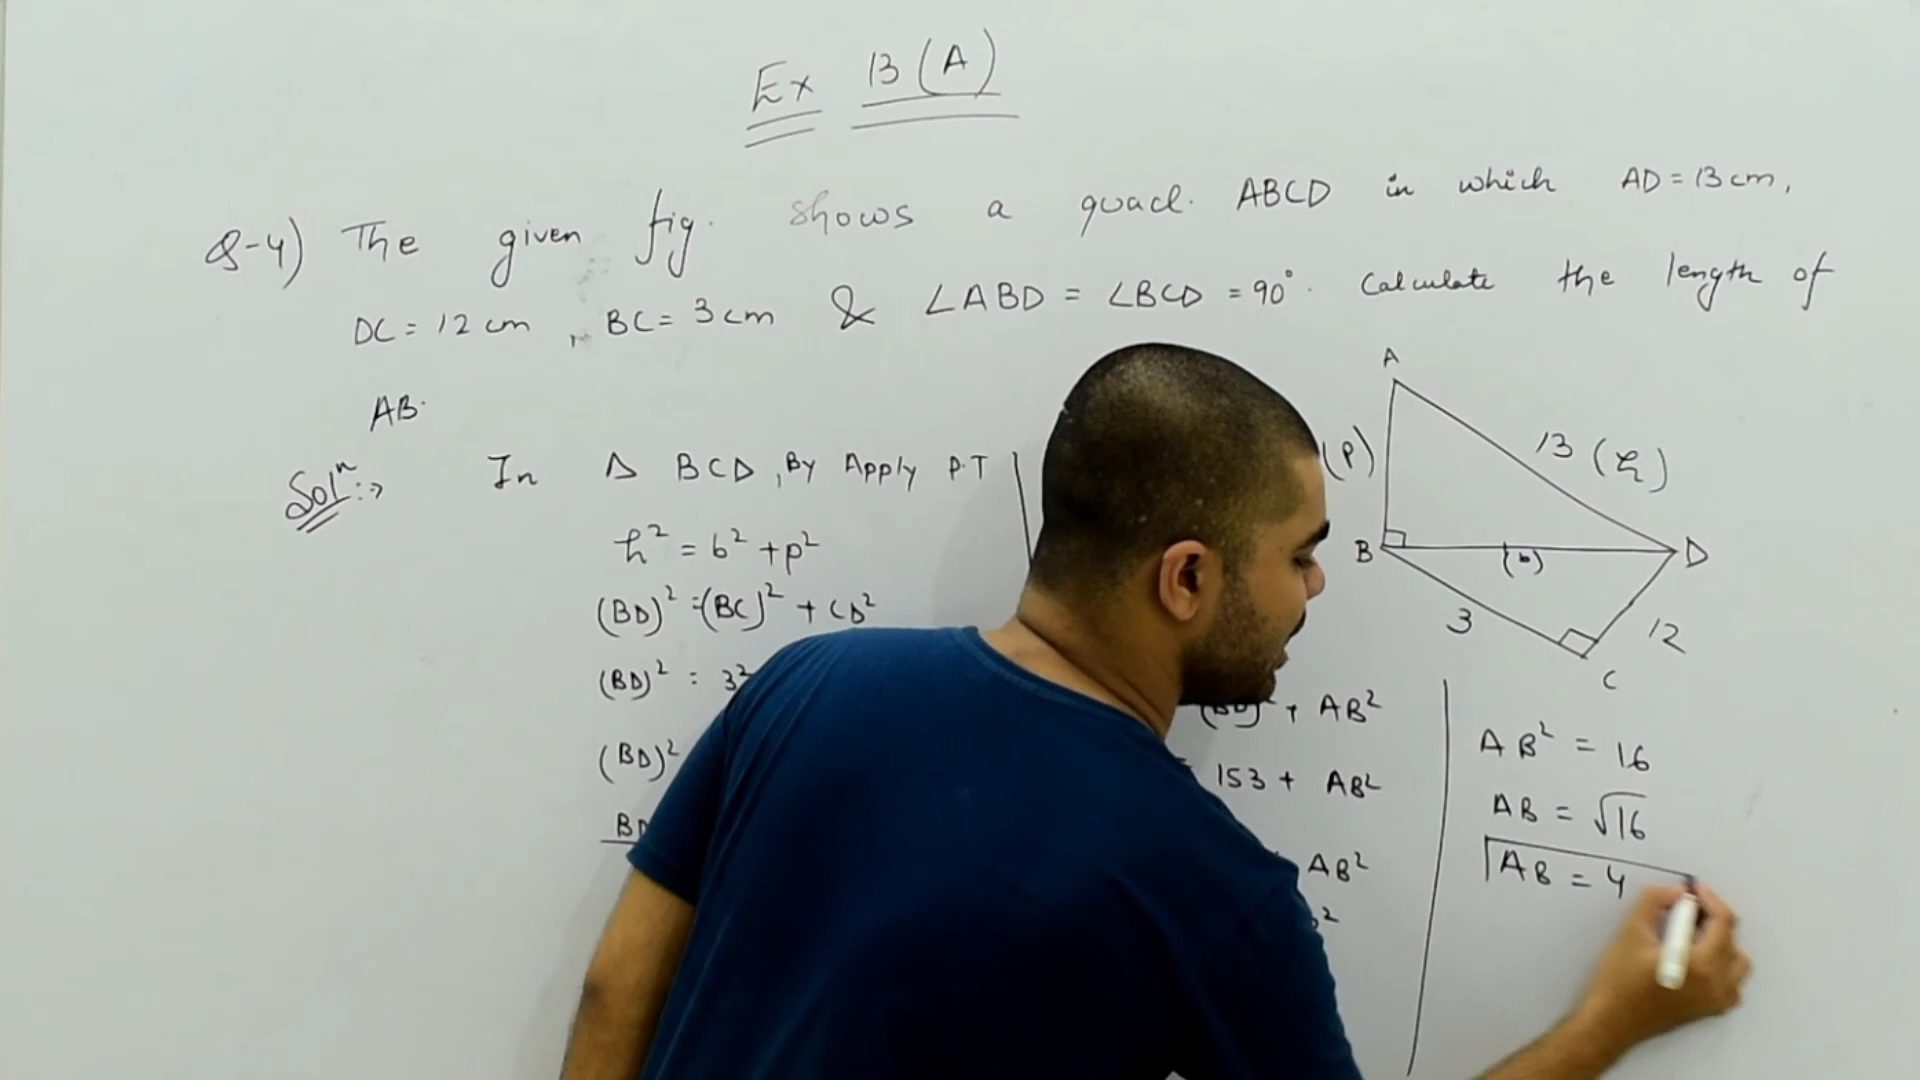 Ex 13(A)
Q-4) The given fig. shows a quad. ABCD in which AD = 13 cm,
DC = 12 cm, BC = 3 cm & ∠ABD = ∠BCD = 90°. Calculate the length of
AB.
Solⁿ:→ In Δ BCD, By Apply P.T
h² = b² + p²
(BD)² = (BC)² + CD²
(BD)² = 3²
(BD)²
BD
(BD)² + AB²
153 + AB²
AB²
AB² = 16
AB = √16
AB = 4
A
(P)
13 (h)
B
(b)
D
3
12
C